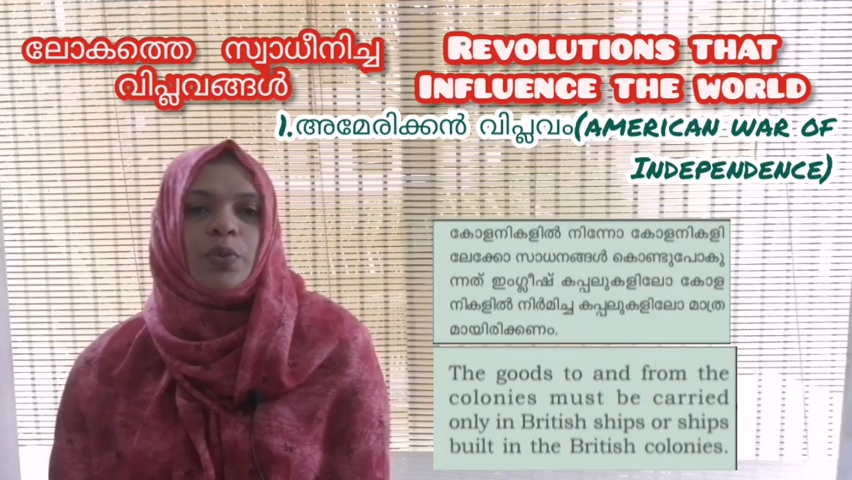 ലോകത്തെ സ്വാധീനിച്ച
വിപ്ലവങ്ങൾ
Revolutions that
Influence the world
1.അമേരിക്കൻ വിപ്ലവം(American war of
Independence)
കോളനികളിൽ നിന്നോ കോളനികളി
ലേക്കോ സാധനങ്ങൾ കൊണ്ടുപോകു
ന്നത് ഇംഗ്ലീഷ് കപ്പലുകളിലോ കോള
നികളിൽ നിർമിച്ച കപ്പലുകളിലോ മാത്ര
മായിരിക്കണം.
The goods to and from the
colonies must be carried
only in British ships or ships
built in the British colonies.